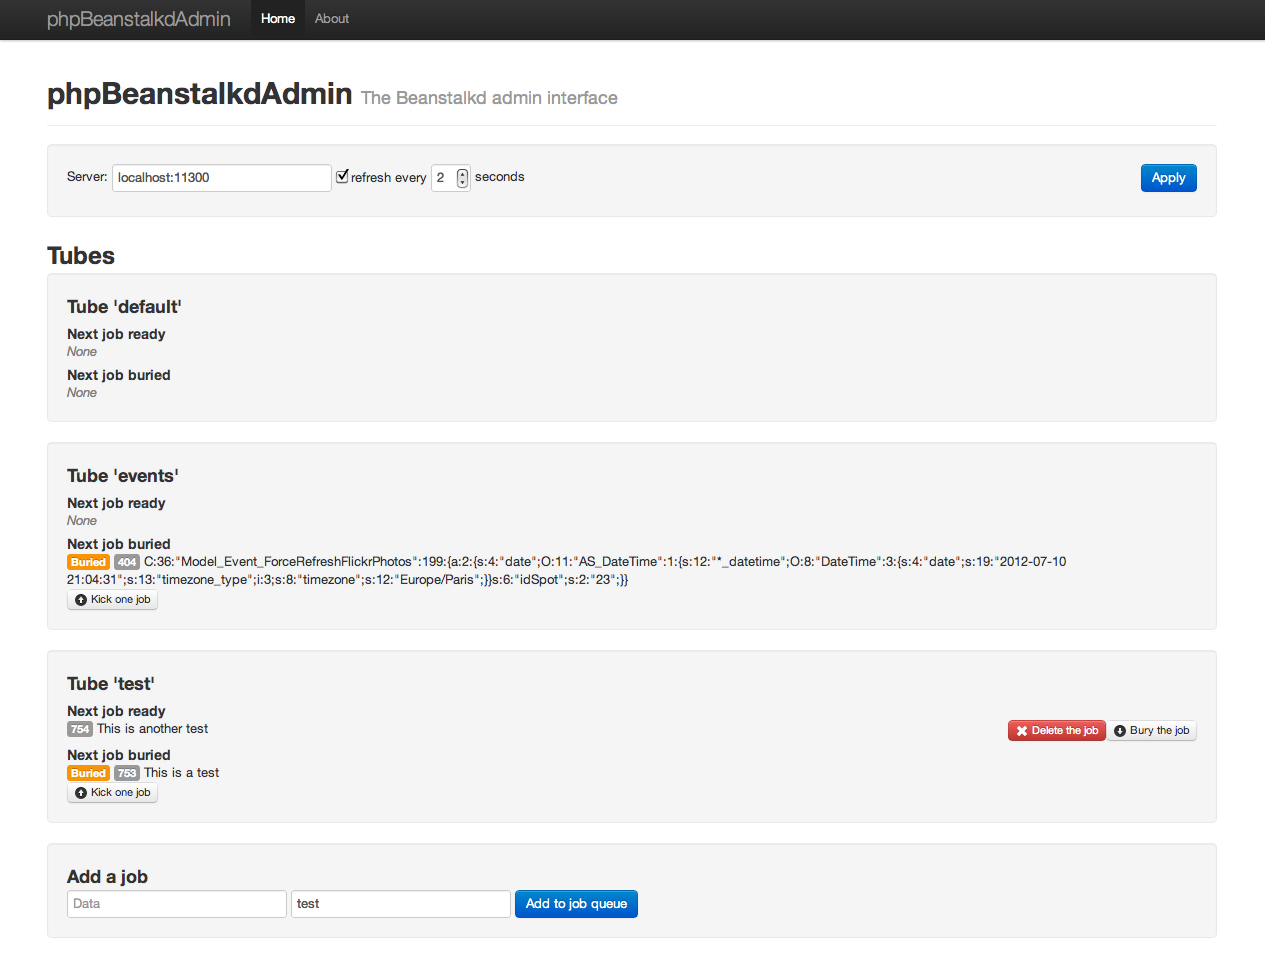 phpBeanstalkdAdmin Home About
phpBeanstalkdAdmin The Beanstalkd admin interface
Server: localhost:11300 refresh every 2 seconds Apply
Tubes
Tube 'default'
Next job ready
None
Next job buried
None
Tube 'events'
Next job ready
None
Next job buried
Buried 404 C:36:"Model_Event_ForceRefreshFlickrPhotos":199:{a:2:{s:4:"date";O:11:"AS_DateTime":1:{s:12:"*_datetime";O:8:"DateTime":3:{s:4:"date";s:19:"2012-07-10
21:04:31";s:13:"timezone_type";i:3;s:8:"timezone";s:12:"Europe/Paris";}}s:6:"idSpot";s:2:"23";}}
Kick one job
Tube 'test'
Next job ready
754 This is another test Delete the job Bury the job
Next job buried
Buried 753 This is a test
Kick one job
Add a job
Data test Add to job queue